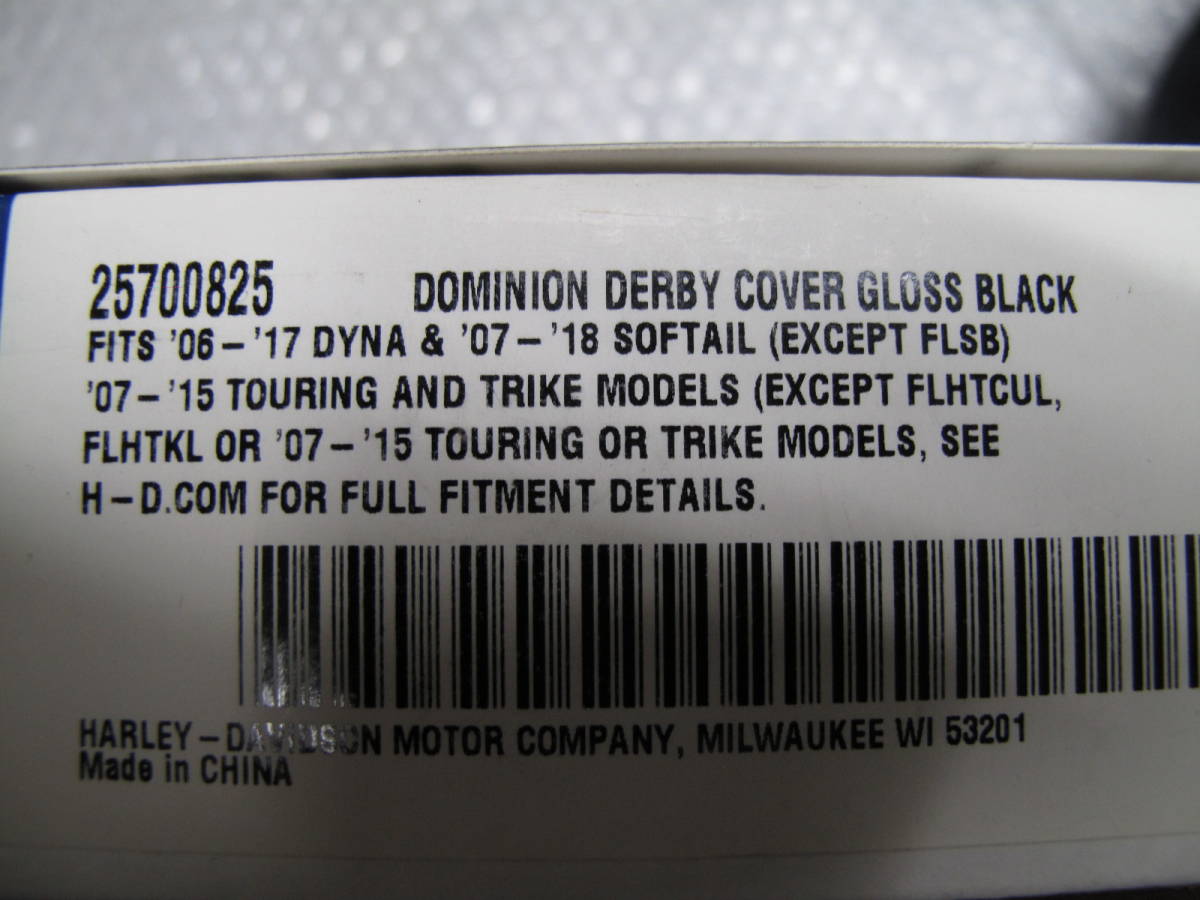 25700825 DOMINION DERBY COVER GLOSS BLACK
FITS '06-'17 DYNA & '07-'18 SOFTAIL (EXCEPT FLSB)
'07-'15 TOURING AND TRIKE MODELS (EXCEPT FLHTCUL,
FLHTKL OR '07-'15 TOURING OR TRIKE MODELS, SEE
H-D.COM FOR FULL FITMENT DETAILS.
HARLEY-DAVIDSON MOTOR COMPANY, MILWAUKEE WI 53201
Made in CHINA